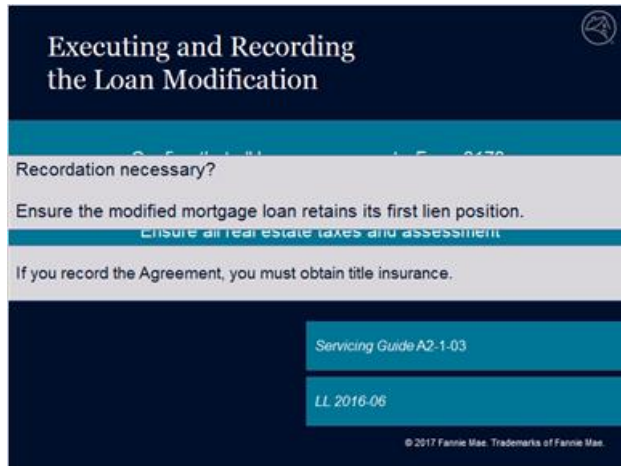 Executing and Recording
the Loan Modification
Recordation necessary?
Ensure the modified mortgage loan retains its first lien position.
Ensure all real estate taxes and assessment
If you record the Agreement, you must obtain title insurance.
Servicing Guide A2-1-03
LL 2016-06
© 2017 Fannie Mae. Trademarks of Fannie Mae.